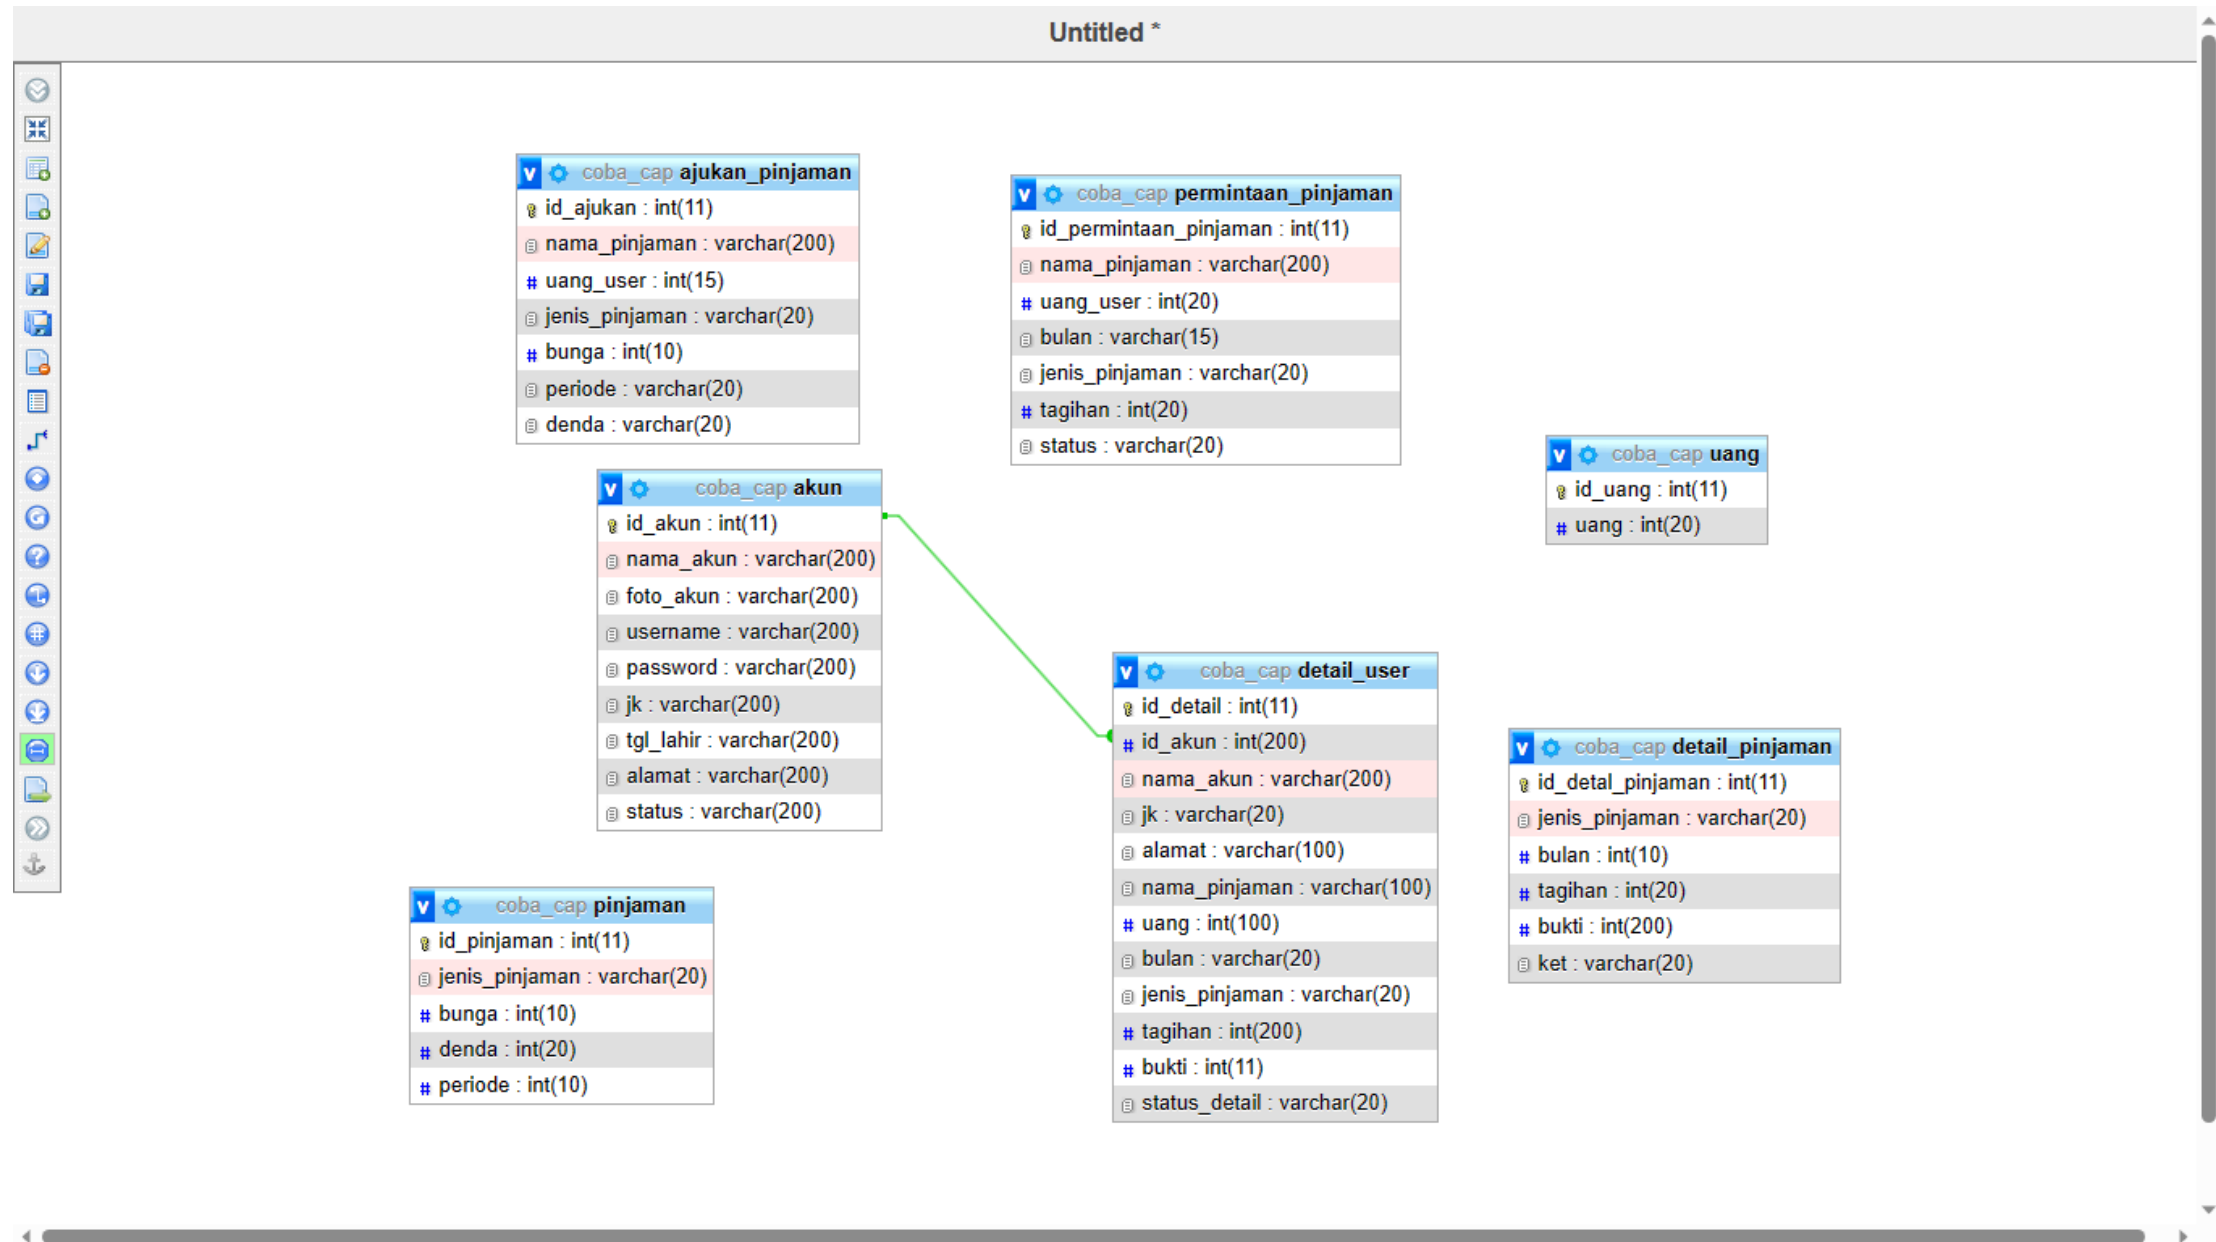 Untitled *
coba_cap ajukan_pinjaman
id_ajukan : int(11)
nama_pinjaman : varchar(200)
# uang_user : int(15)
jenis_pinjaman : varchar(20)
# bunga : int(10)
periode : varchar(20)
denda : varchar(20)
coba_cap permintaan_pinjaman
id_permintaan_pinjaman : int(11)
nama_pinjaman : varchar(200)
# uang_user : int(20)
bulan : varchar(15)
jenis_pinjaman : varchar(20)
# tagihan : int(20)
status : varchar(20)
coba_cap uang
id_uang : int(11)
# uang : int(20)
coba_cap akun
id_akun : int(11)
nama_akun : varchar(200)
foto_akun : varchar(200)
username : varchar(200)
password : varchar(200)
jk : varchar(200)
tgl_lahir : varchar(200)
alamat : varchar(200)
status : varchar(200)
coba_cap detail_user
id_detail : int(11)
# id_akun : int(200)
nama_akun : varchar(200)
jk : varchar(20)
alamat : varchar(100)
nama_pinjaman : varchar(100)
# uang : int(100)
bulan : varchar(20)
jenis_pinjaman : varchar(20)
# tagihan : int(200)
# bukti : int(11)
status_detail : varchar(20)
coba_cap detail_pinjaman
id_detal_pinjaman : int(11)
jenis_pinjaman : varchar(20)
# bulan : int(10)
# tagihan : int(20)
# bukti : int(200)
ket : varchar(20)
coba_cap pinjaman
id_pinjaman : int(11)
jenis_pinjaman : varchar(20)
# bunga : int(10)
# denda : int(20)
# periode : int(10)